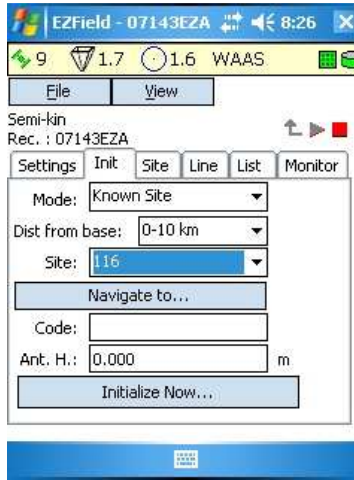 EZField - 07143EZA 8:26
9 1.7 1.6 WAAS
File View
Semi-kin
Rec. : 07143EZA
Settings Init Site Line List Monitor
Mode: Known Site
Dist from base: 0-10 km
Site: 116
Navigate to...
Code:
Ant. H.: 0.000 m
Initialize Now...